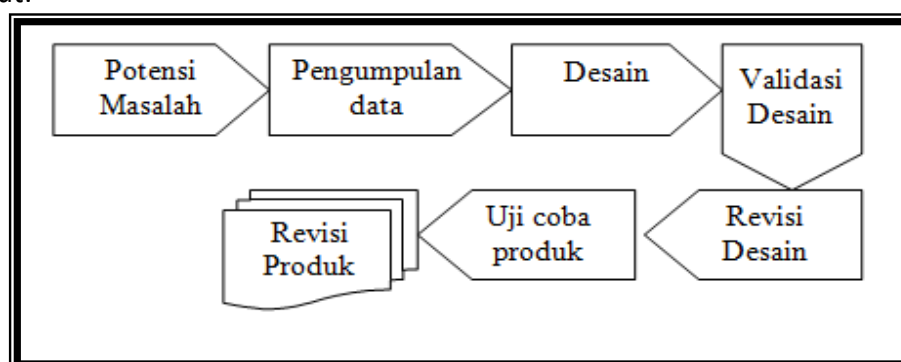 Potensi
Masalah
Pengumpulan
data
Desain
Validasi
Desain
Revisi
Desain
Uji coba
produk
Revisi
Produk